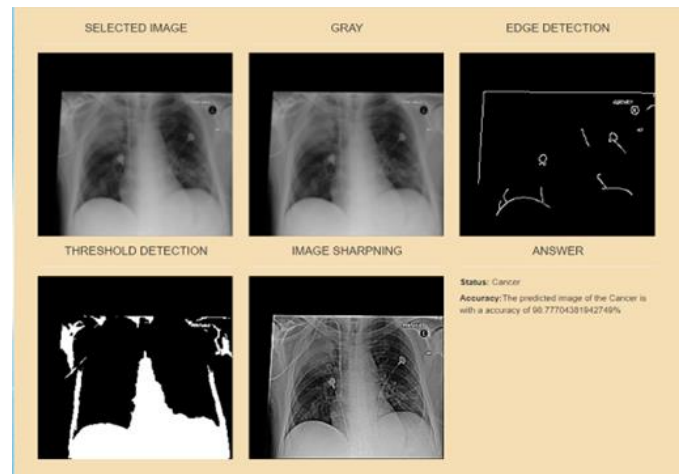 SELECTED IMAGE
GRAY
EDGE DETECTION
THRESHOLD DETECTION
IMAGE SHARPNING
ANSWER
Status: Cancer
Accuracy:The predicted image of the Cancer is
with a accuracy of 90.77704381942749%